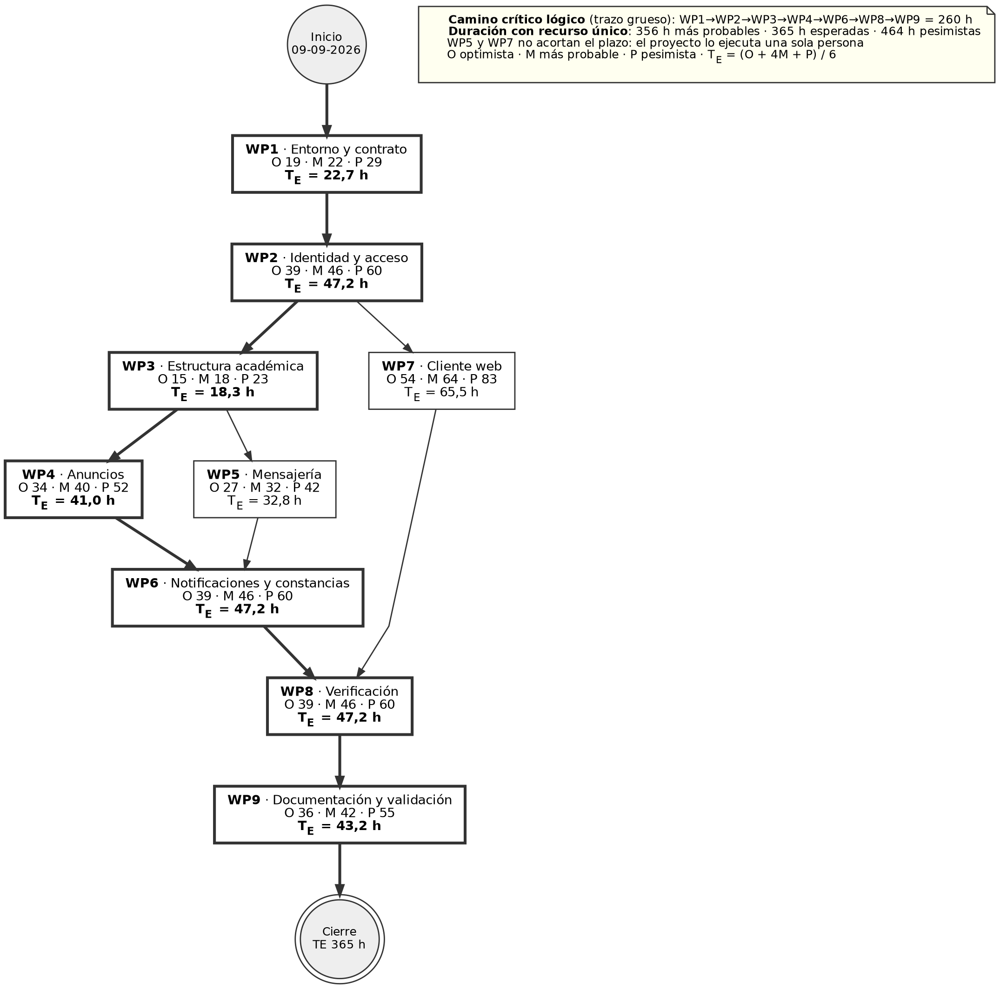 Inicio
09-09-2026
Camino crítico lógico (trazo grueso): WP1→WP2→WP3→WP4→WP6→WP8→WP9 = 260 h
Duración con recurso único: 356 h más probables · 365 h esperadas · 464 h pesimistas
WP5 y WP7 no acortan el plazo: el proyecto lo ejecuta una sola persona
O optimista · M más probable · P pesimista · TE = (O + 4M + P) / 6
WP1 · Entorno y contrato
O 19 · M 22 · P 29
TE = 22,7 h
WP2 · Identidad y acceso
O 39 · M 46 · P 60
TE = 47,2 h
WP3 · Estructura académica
O 15 · M 18 · P 23
TE = 18,3 h
WP7 · Cliente web
O 54 · M 64 · P 83
TE = 65,5 h
WP4 · Anuncios
O 34 · M 40 · P 52
TE = 41,0 h
WP5 · Mensajería
O 27 · M 32 · P 42
TE = 32,8 h
WP6 · Notificaciones y constancias
O 39 · M 46 · P 60
TE = 47,2 h
WP8 · Verificación
O 39 · M 46 · P 60
TE = 47,2 h
WP9 · Documentación y validación
O 36 · M 42 · P 55
TE = 43,2 h
Cierre
TE 365 h